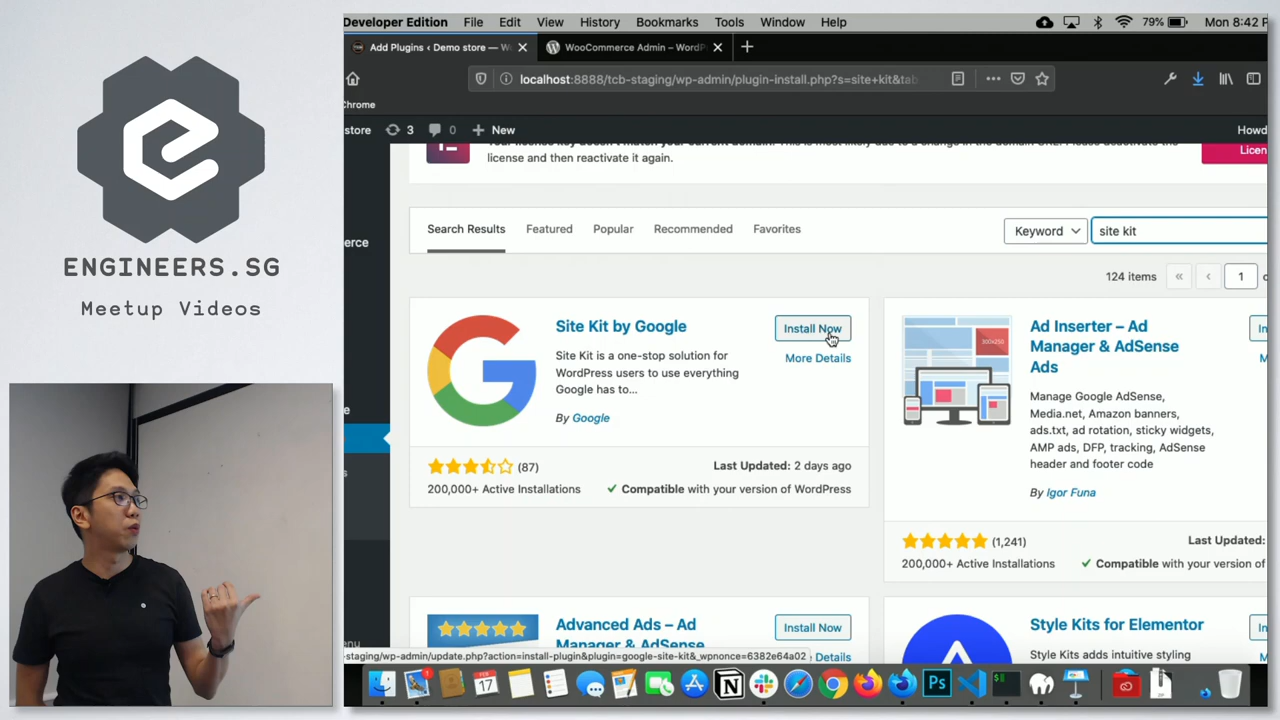 Developer Edition File Edit View History Bookmarks Tools Window Help 79% Mon 8:42
Add Plugins ‹ Demo store — W
WooCommerce Admin – WordP
localhost:8888/tcb-staging/wp-admin/plugin-install.php?s=site+kit&tab
Chrome
store 3 0 New Howd
license and then reactivate it again.
Licen
ENGINEERS.SG
Meetup Videos
Search Results Featured Popular Recommended Favorites Keyword site kit
124 items « ‹ 1
Site Kit by Google
Install Now
More Details
Site Kit is a one-stop solution for
WordPress users to use everything
Google has to...
By Google
(87)
Last Updated: 2 days ago
200,000+ Active Installations
Compatible with your version of WordPress
Ad Inserter – Ad
Manager & AdSense
Ads
In
M
Manage Google AdSense,
Media.net, Amazon banners,
ads.txt, ad rotation, sticky widgets,
AMP ads, DFP, tracking, AdSense
header and footer code
By Igor Funa
(1,241)
Last Updated:
200,000+ Active Installations
Compatible with your version of
Advanced Ads – Ad
Manager & AdSense
Install Now
Details
Style Kits for Elementor
In
Style Kits adds intuitive styling
-staging/wp-admin/update.php?action=install-plugin&plugin=google-site-kit&_wpnonce=6382e64a02
17
Ps